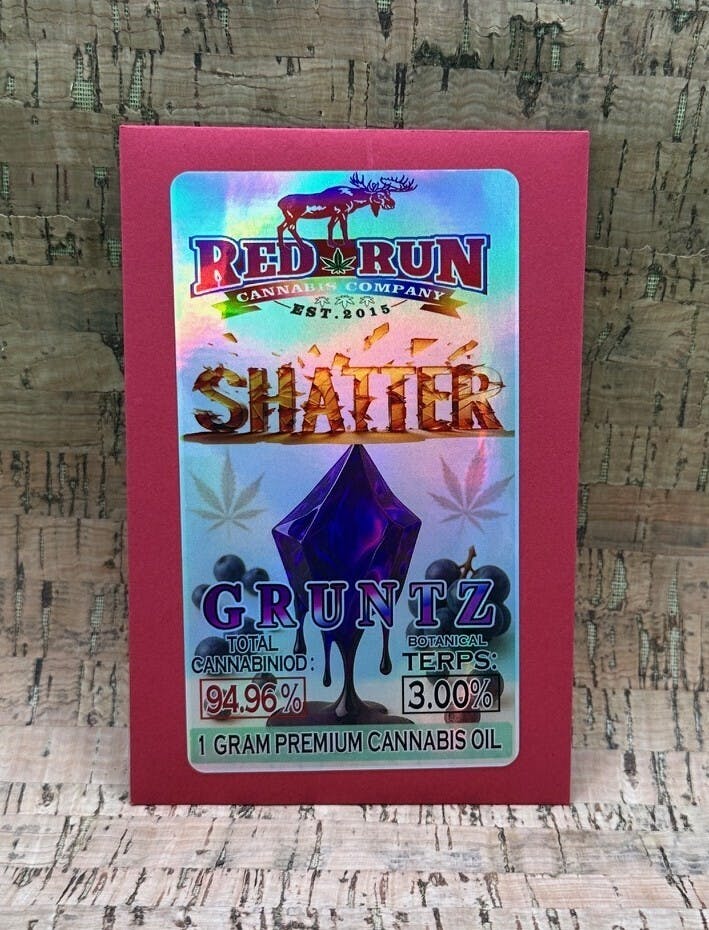 RED RUN
CANNABIS COMPANY
EST. 2015
SHATTER
GRUNTZ
TOTAL
CANNABINIOD:
94.96%
BOTANICAL
TERPS:
3.00%
1 GRAM PREMIUM CANNABIS OIL